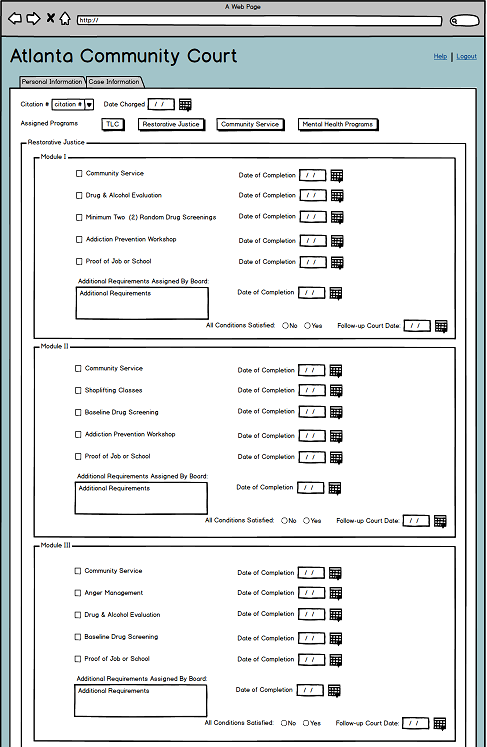 A Web Page
http://
Atlanta Community Court
Help | Logout
Personal Information Case Information
Citation # citation # Date Charged / /
Assigned Programs TLC Restorative Justice Community Service Mental Health Programs
Restorative Justice
Module I
Community Service Date of Completion / /
Drug & Alcohol Evaluation Date of Completion / /
Minimum Two (2) Random Drug Screenings Date of Completion / /
Addiction Prevention Workshop Date of Completion / /
Proof of Job or School Date of Completion / /
Additional Requirements Assigned By Board:
Additional Requirements Date of Completion / /
All Conditions Satisfied: No Yes Follow-up Court Date: / /
Module II
Community Service Date of Completion / /
Shoplifting Classes Date of Completion / /
Baseline Drug Screening Date of Completion / /
Addiction Prevention Workshop Date of Completion / /
Proof of Job or School Date of Completion / /
Additional Requirements Assigned By Board:
Additional Requirements Date of Completion / /
All Conditions Satisfied: No Yes Follow-up Court Date: / /
Module III
Community Service Date of Completion / /
Anger Management Date of Completion / /
Drug & Alcohol Evaluation Date of Completion / /
Baseline Drug Screening Date of Completion / /
Proof of Job or School Date of Completion / /
Additional Requirements Assigned By Board:
Additional Requirements Date of Completion / /
All Conditions Satisfied: No Yes Follow-up Court Date: / /